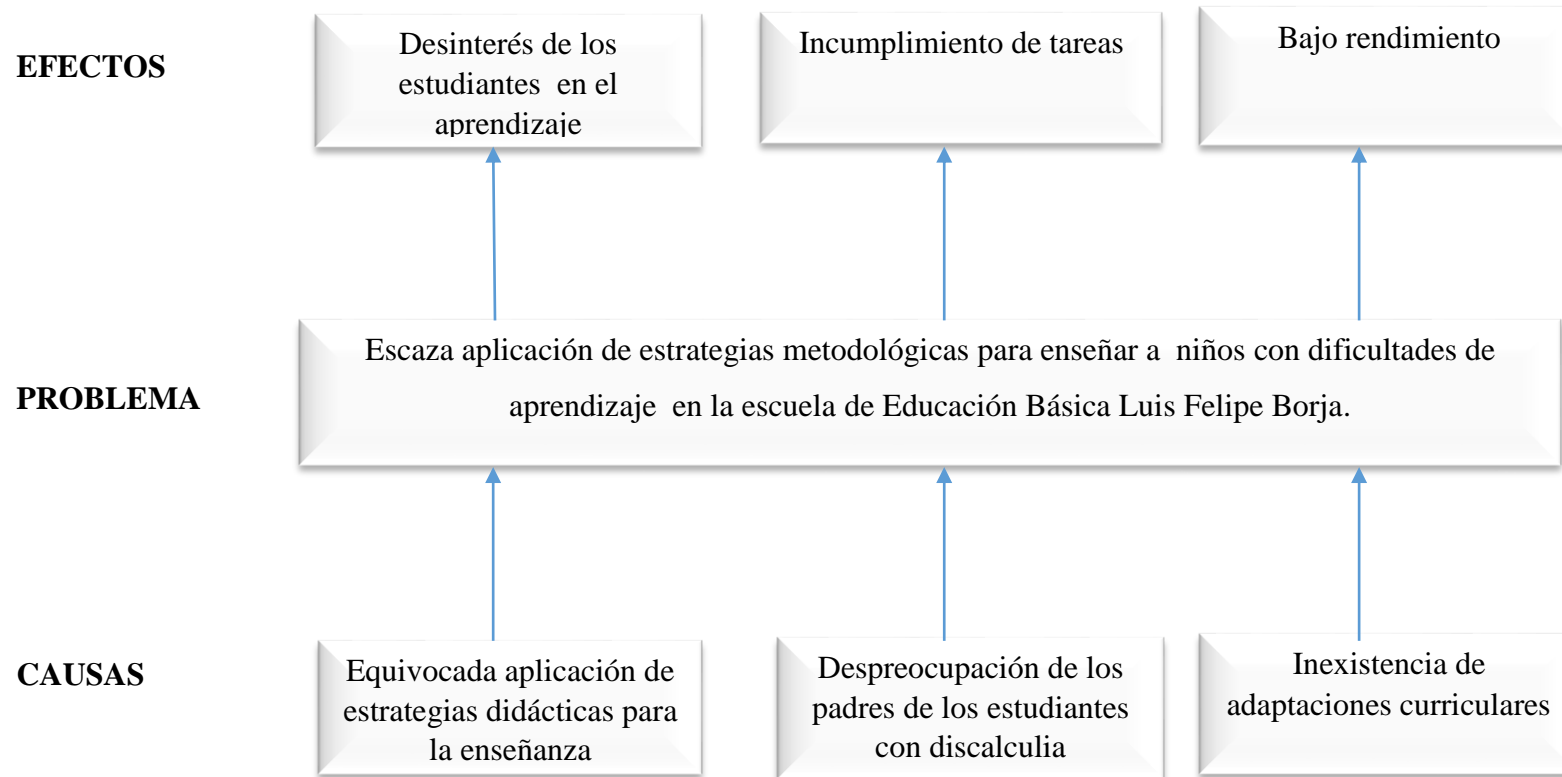 EFECTOS
Desinterés de los
estudiantes en el
aprendizaje
Incumplimiento de tareas
Bajo rendimiento
PROBLEMA
Escaza aplicación de estrategias metodológicas para enseñar a niños con dificultades de
aprendizaje en la escuela de Educación Básica Luis Felipe Borja.
CAUSAS
Equivocada aplicación de
estrategias didácticas para
la enseñanza
Despreocupación de los
padres de los estudiantes
con discalculia
Inexistencia de
adaptaciones curriculares